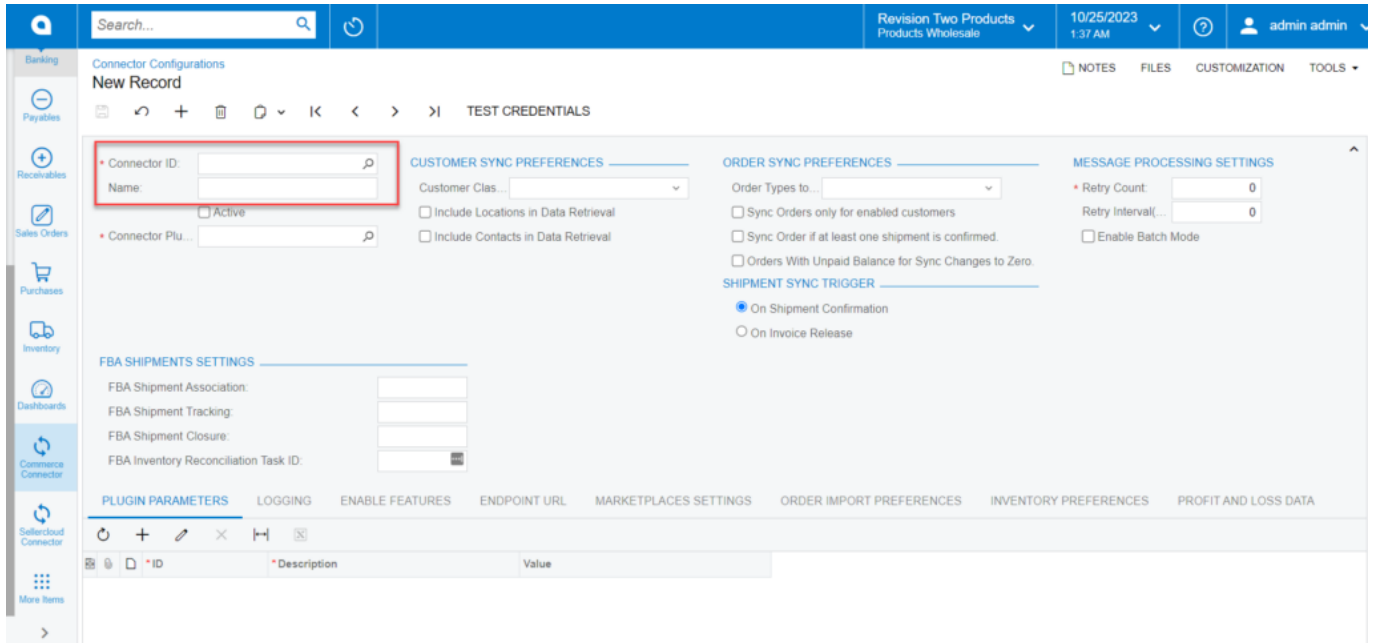 Search...
Revision Two Products
Products Wholesale
10/25/2023
1:37 AM
admin admin
Banking
Payables
Receivables
Sales Orders
Purchases
Inventory
Dashboards
Commerce
Connector
Sellercloud
Connector
More Items
Connector Configurations
New Record
NOTES FILES CUSTOMIZATION TOOLS
TEST CREDENTIALS
* Connector ID:
Name:
Active
* Connector Plu...
CUSTOMER SYNC PREFERENCES
Customer Clas...
Include Locations in Data Retrieval
Include Contacts in Data Retrieval
ORDER SYNC PREFERENCES
Order Types to...
Sync Orders only for enabled customers
Sync Order if at least one shipment is confirmed.
Orders With Unpaid Balance for Sync Changes to Zero.
SHIPMENT SYNC TRIGGER
On Shipment Confirmation
On Invoice Release
MESSAGE PROCESSING SETTINGS
* Retry Count: 0
Retry Interval(... 0
Enable Batch Mode
FBA SHIPMENTS SETTINGS
FBA Shipment Association:
FBA Shipment Tracking:
FBA Shipment Closure:
FBA Inventory Reconciliation Task ID:
PLUGIN PARAMETERS LOGGING ENABLE FEATURES ENDPOINT URL MARKETPLACES SETTINGS ORDER IMPORT PREFERENCES INVENTORY PREFERENCES PROFIT AND LOSS DATA
* ID * Description Value